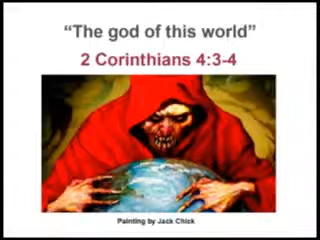 “The god of this world”
2 Corinthians 4:3-4
Painting by Jack Chick